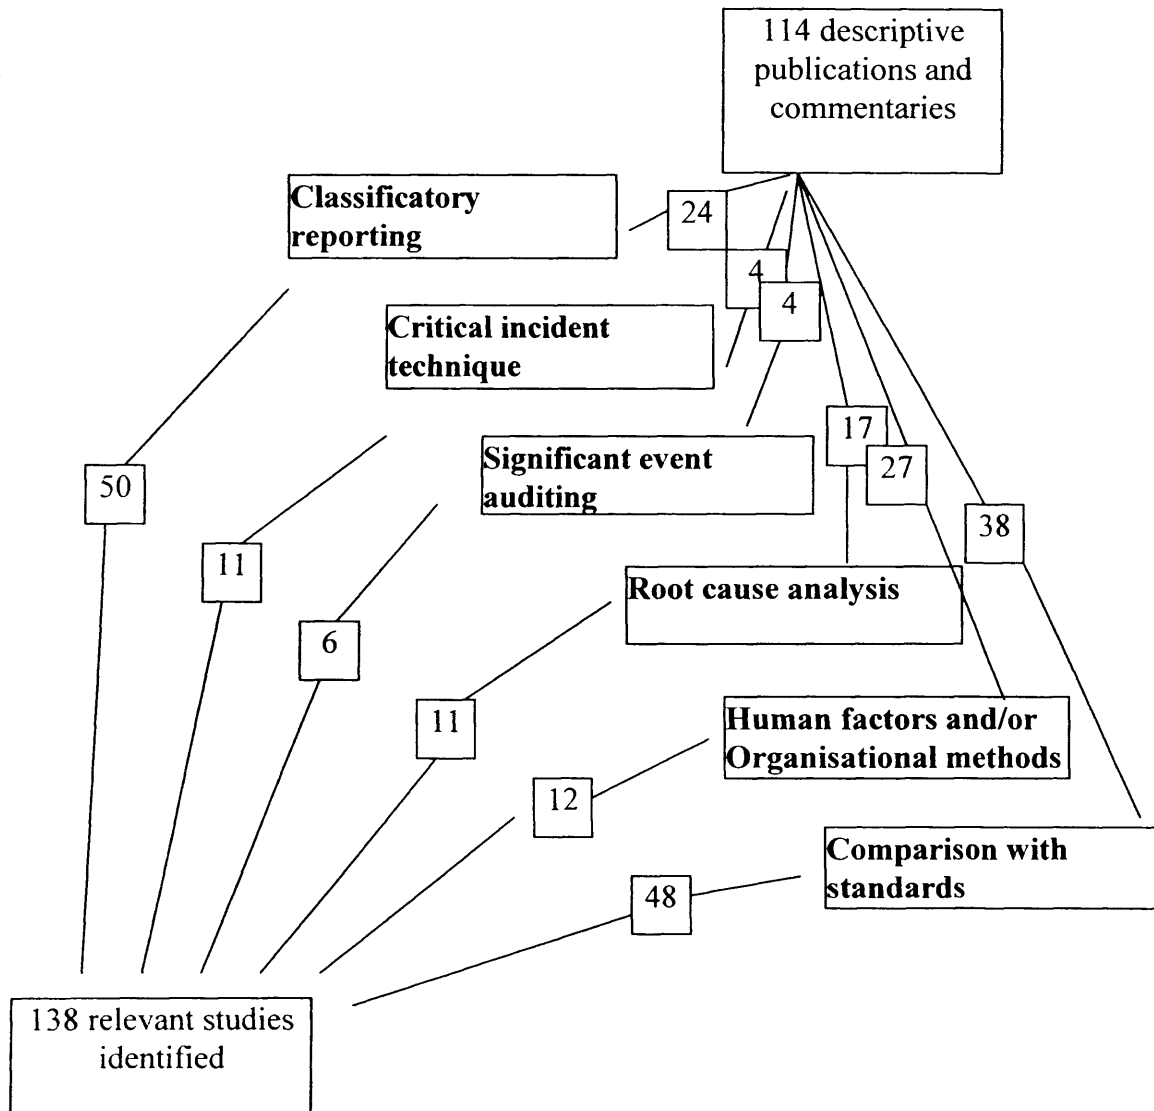 114 descriptive
publications and
commentaries
Classificatory
reporting
24
4
4
Critical incident
technique
Significant event
auditing
17
27
38
50
11
6
11
12
48
Root cause analysis
Human factors and/or
Organisational methods
Comparison with
standards
138 relevant studies
identified